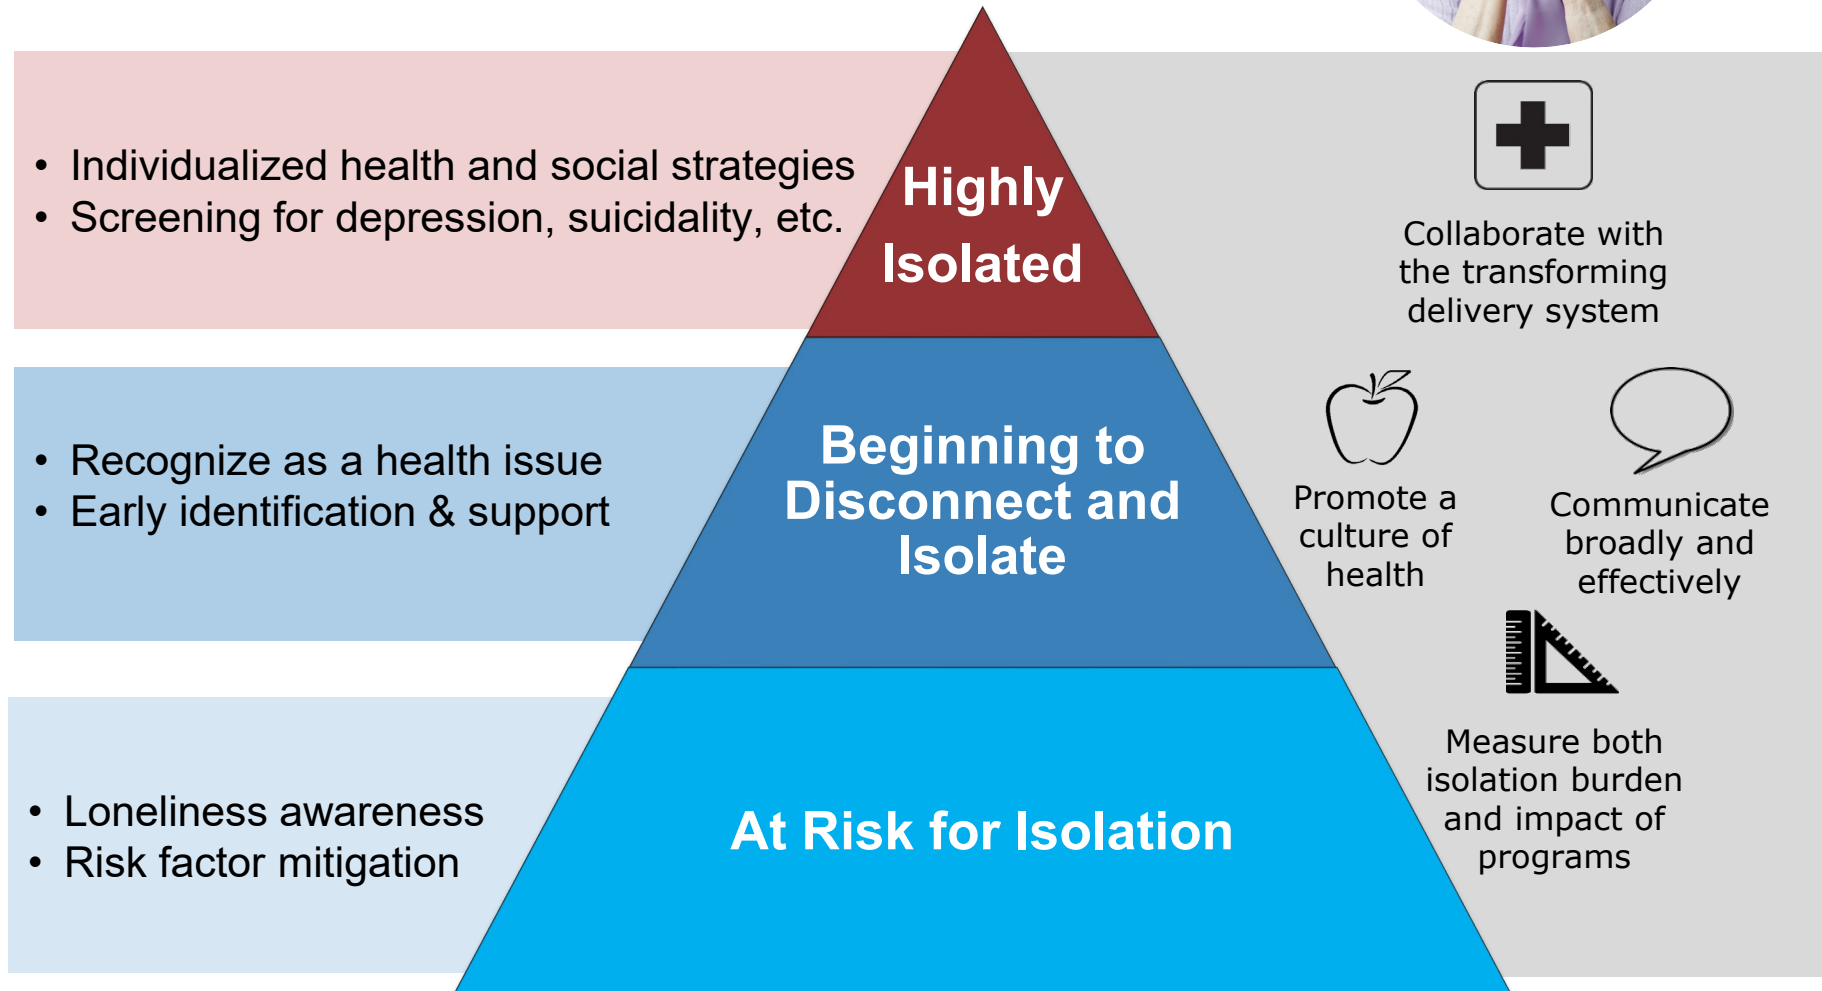 • Individualized health and social strategies
• Screening for depression, suicidality, etc.
Highly
Isolated
• Recognize as a health issue
• Early identification & support
Beginning to
Disconnect and
Isolate
• Loneliness awareness
• Risk factor mitigation
At Risk for Isolation
Collaborate with
the transforming
delivery system
Promote a
culture of
health
Communicate
broadly and
effectively
Measure both
isolation burden
and impact of
programs